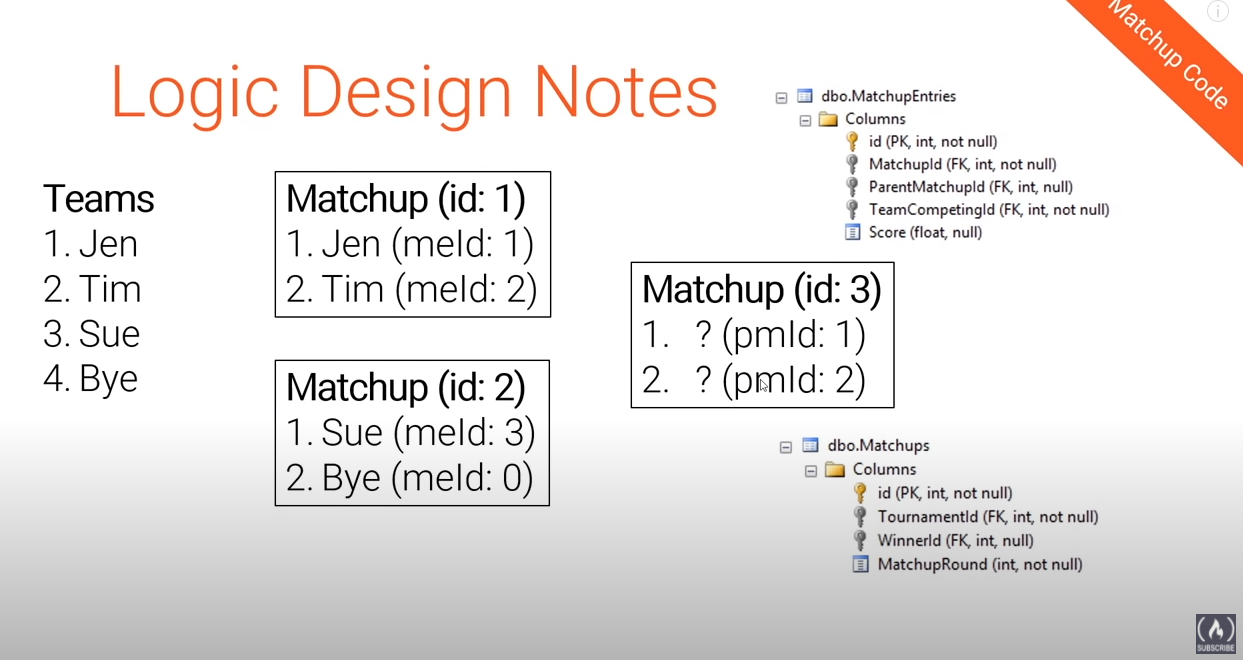 Matchup Code
Logic Design Notes
Teams
1. Jen
2. Tim
3. Sue
4. Bye
Matchup (id: 1)
1. Jen (meId: 1)
2. Tim (meId: 2)
Matchup (id: 2)
1. Sue (meId: 3)
2. Bye (meId: 0)
Matchup (id: 3)
1. ? (pmId: 1)
2. ? (pmId: 2)
dbo.MatchupEntries
Columns
id (PK, int, not null)
MatchupId (FK, int, not null)
ParentMatchupId (FK, int, null)
TeamCompetingId (FK, int, not null)
Score (float, null)
dbo.Matchups
Columns
id (PK, int, not null)
TournamentId (FK, int, not null)
WinnerId (FK, int, null)
MatchupRound (int, not null)
SUBSCRIBE